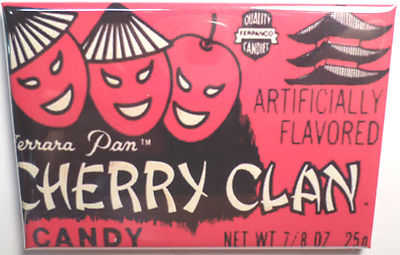 QUALITY
FERRANCO
CANDIES
ARTIFICIALLY
FLAVORED
Ferrara Pan™
CHERRY CLAN.
CANDY NET WT 7/8 OZ 25g